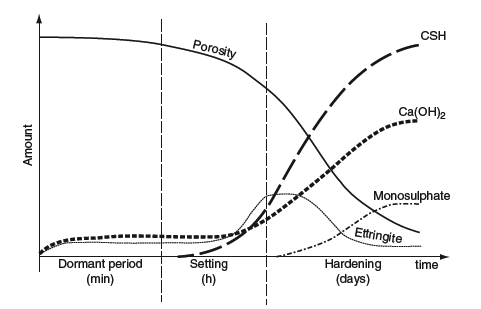 CSH
Porosity
Ca(OH)2
Amount
Monosulphate
Ettringite
Dormant period
(min)
Setting
(h)
Hardening
(days)
time